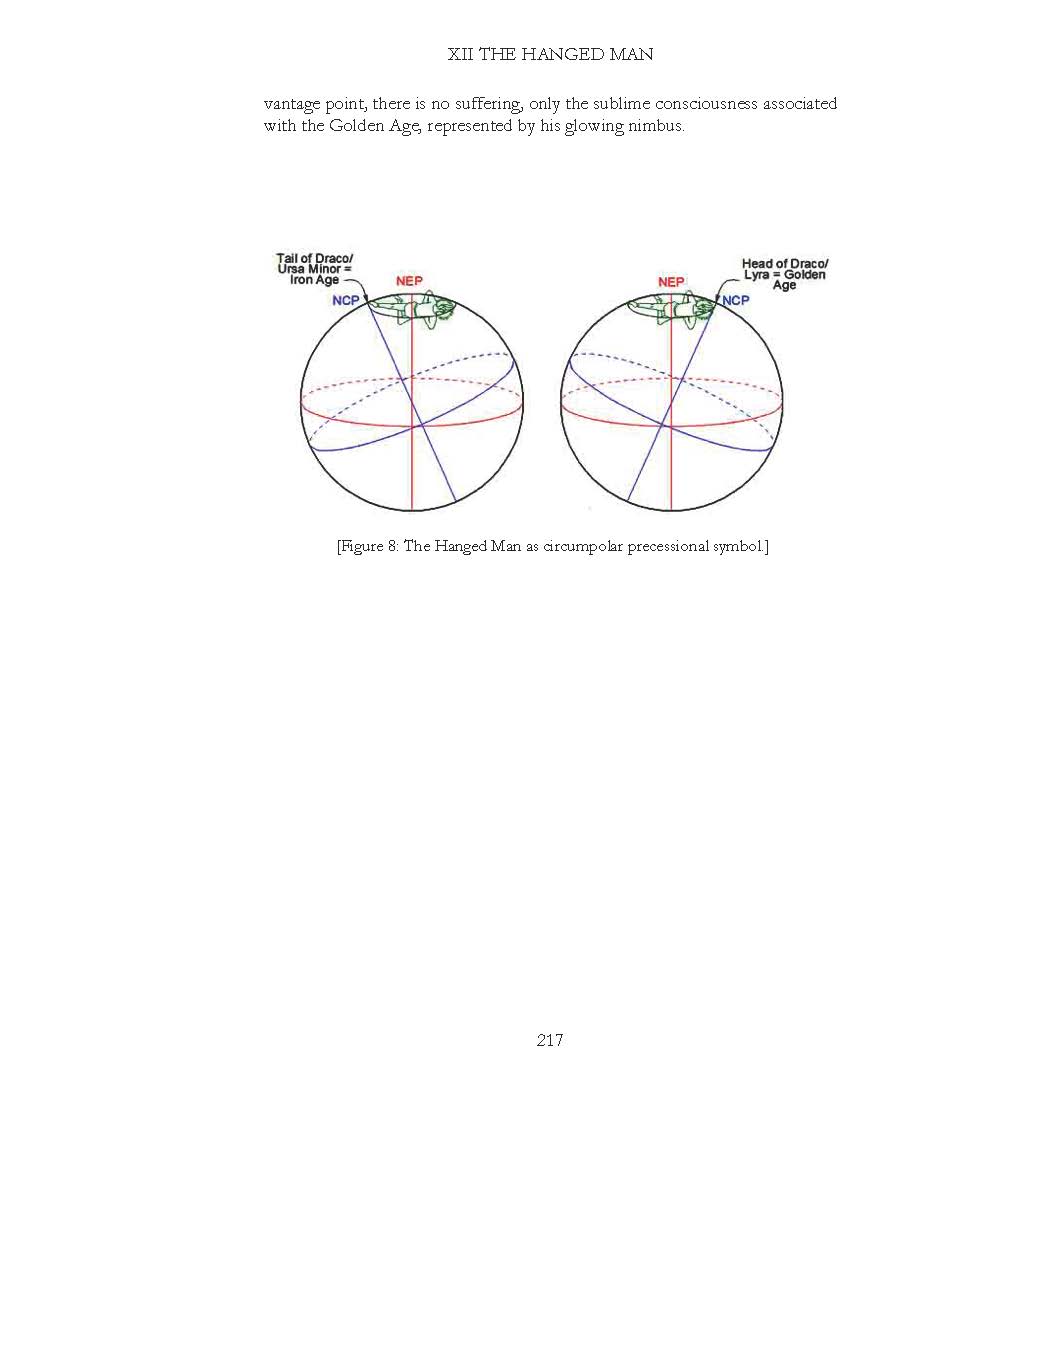 XII THE HANGED MAN
vantage point, there is no suffering, only the sublime consciousness associated
with the Golden Age, represented by his glowing nimbus.
Tail of Draco/
Ursa Minor =
Iron Age
NCP
NEP
Head of Draco/
Lyra = Golden
Age
NEP
NCP
[Figure 8: The Hanged Man as circumpolar precessional symbol.]
217